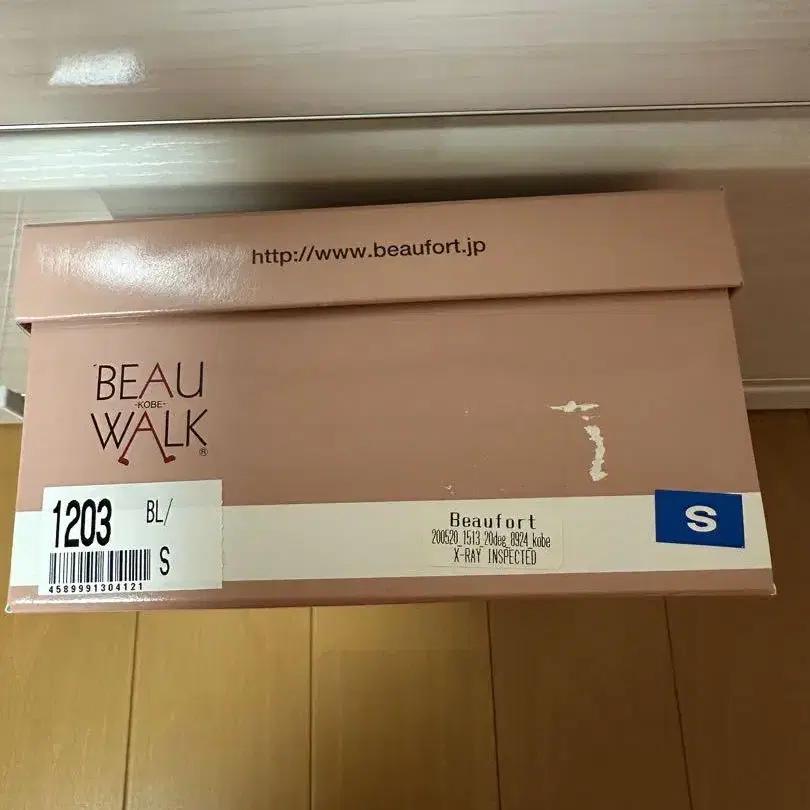 http://www.beaufort.jp
BEAU
-KOBE-
WALK®
1203 BL/
S
4589991304121
Beaufort
200520_1513_20deg_8924_kobe
X-RAY INSPECTED
S